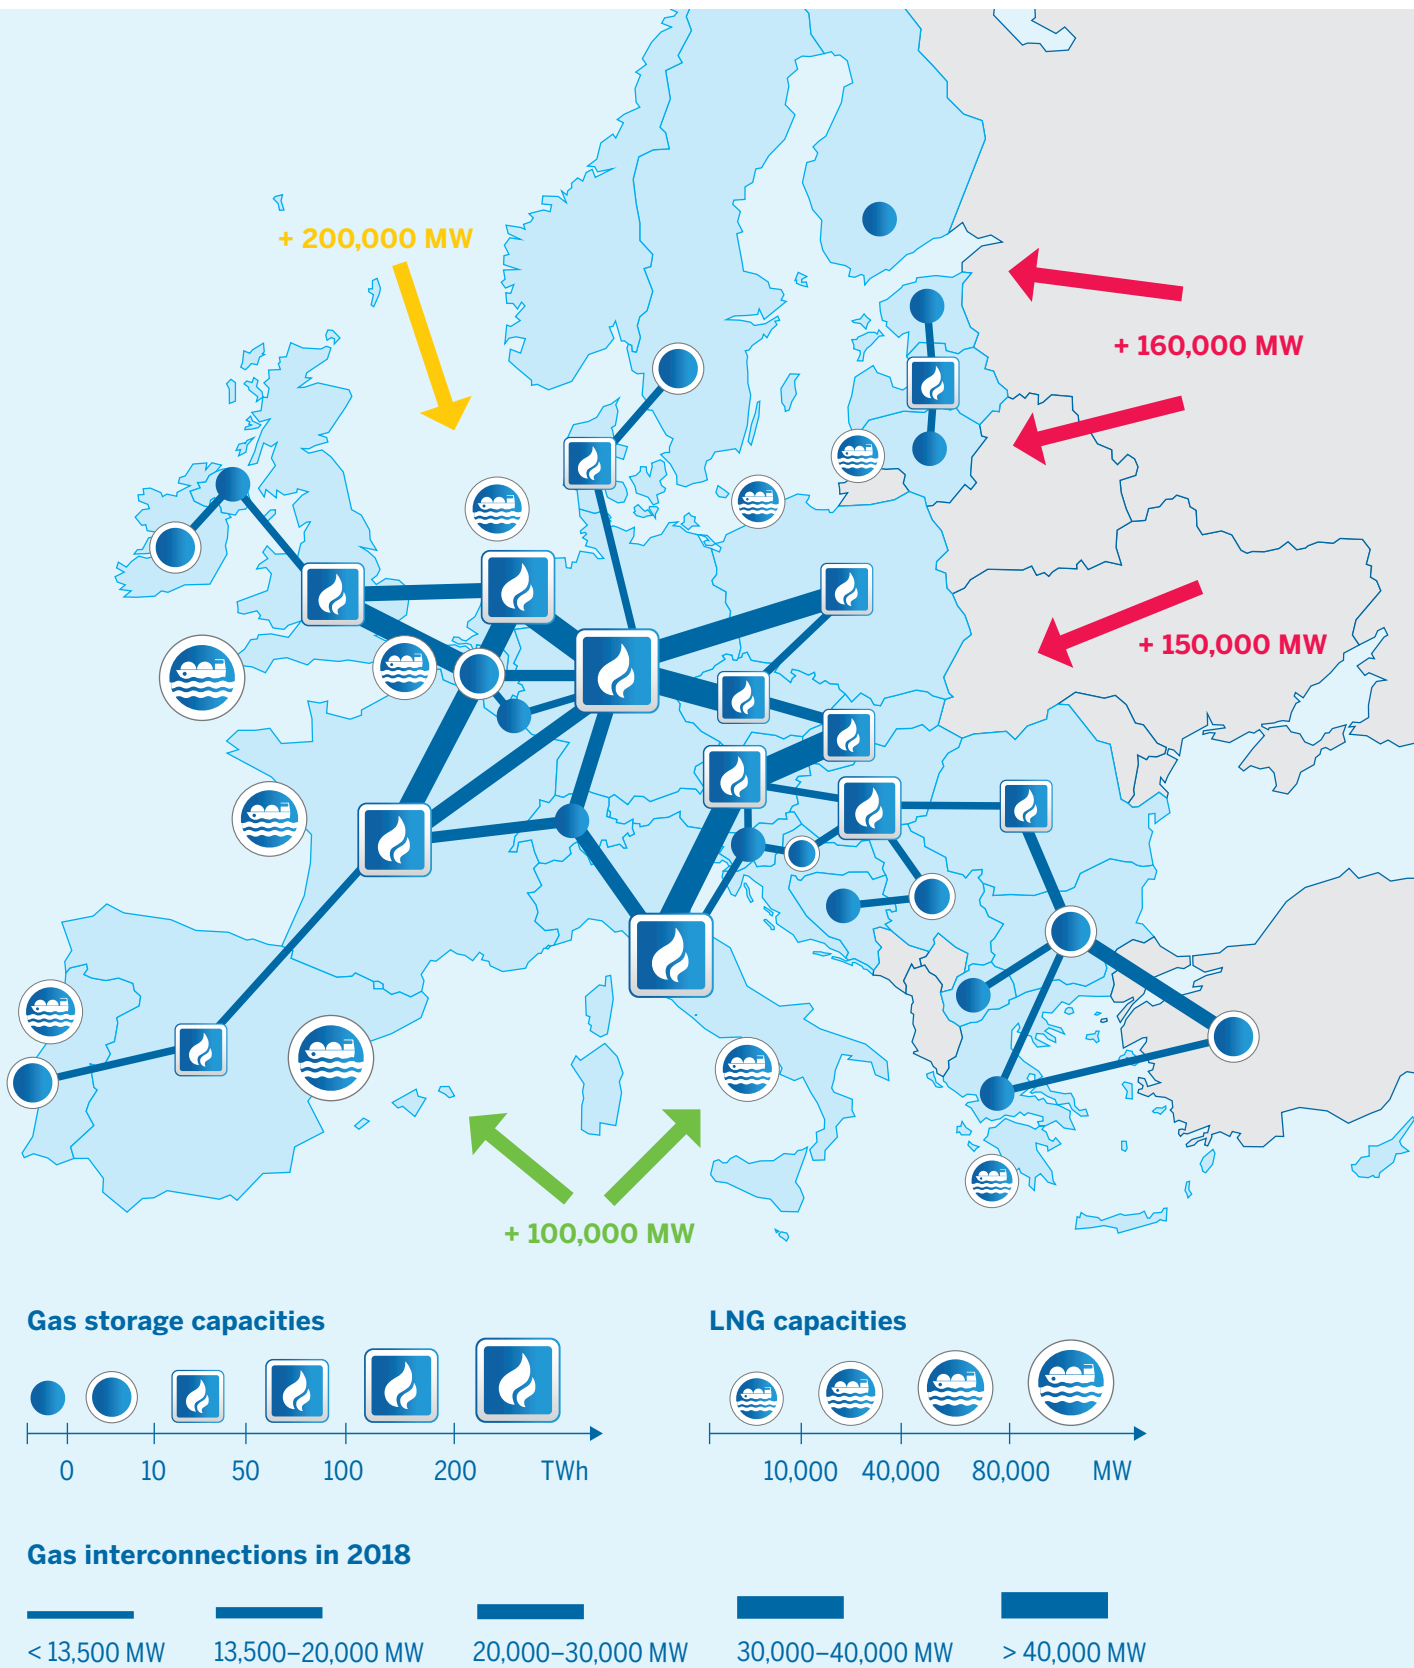 + 200,000 MW
+ 160,000 MW
+ 150,000 MW
+ 100,000 MW
Gas storage capacities
0 10 50 100 200 TWh
LNG capacities
10,000 40,000 80,000 MW
Gas interconnections in 2018
< 13,500 MW 13,500–20,000 MW 20,000–30,000 MW 30,000–40,000 MW > 40,000 MW